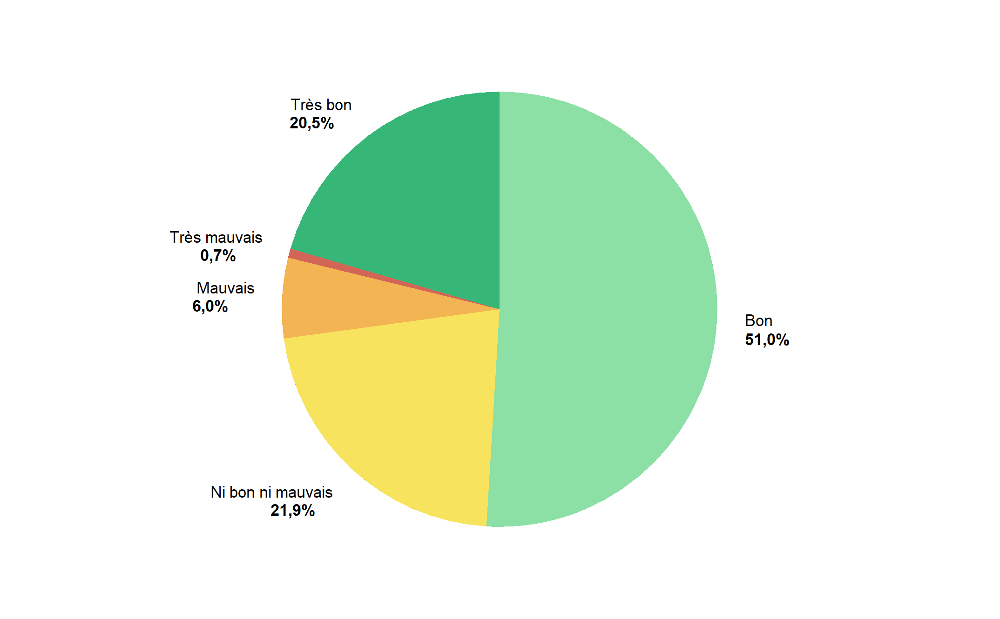 Très bon
20,5%
Très mauvais
0,7%
Mauvais
6,0%
Bon
51,0%
Ni bon ni mauvais
21,9%